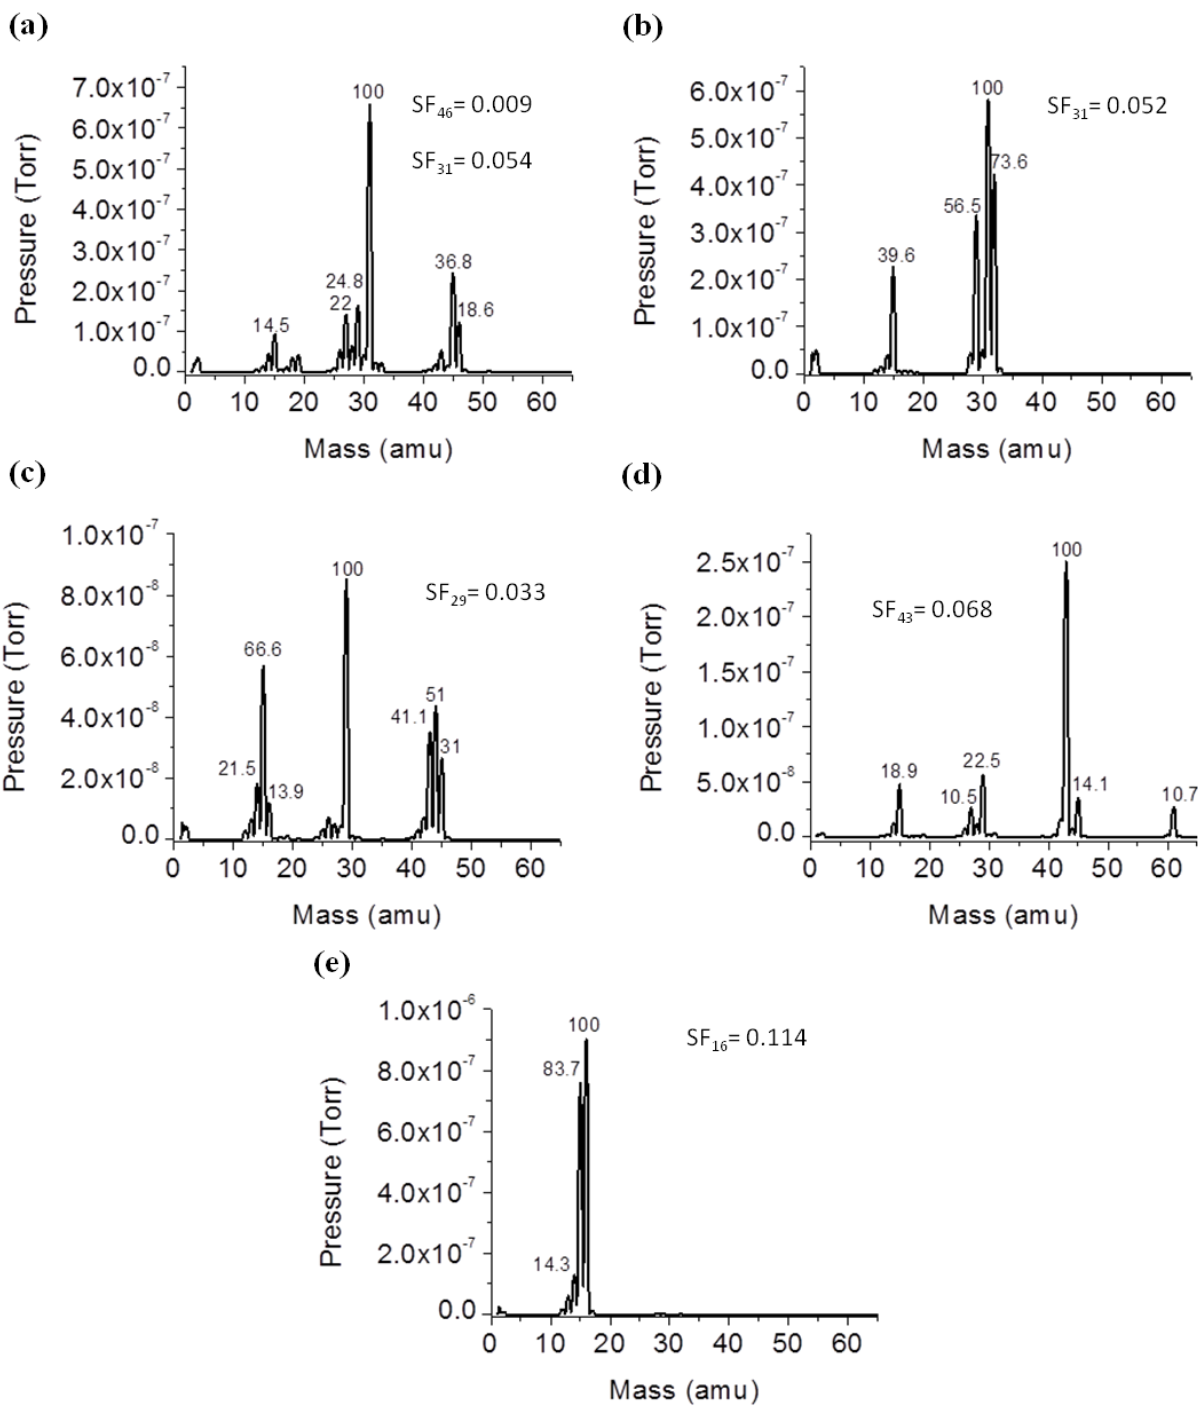 (a)
7.0x10⁻⁷
6.0x10⁻⁷
5.0x10⁻⁷
4.0x10⁻⁷
3.0x10⁻⁷
2.0x10⁻⁷
1.0x10⁻⁷
0.0
Pressure (Torr)
100
SF₄₆= 0.009
SF₃₁= 0.054
36.8
24.8
22
18.6
14.5
0 10 20 30 40 50 60
Mass (amu)
(b)
6.0x10⁻⁷
5.0x10⁻⁷
4.0x10⁻⁷
3.0x10⁻⁷
2.0x10⁻⁷
1.0x10⁻⁷
0.0
Pressure (Torr)
100
SF₃₁= 0.052
73.6
56.5
39.6
0 10 20 30 40 50 60
Mass (amu)
(c)
1.0x10⁻⁷
8.0x10⁻⁸
6.0x10⁻⁸
4.0x10⁻⁸
2.0x10⁻⁸
0.0
Pressure (Torr)
100
SF₂₉= 0.033
66.6
51
41.1
31
21.5
13.9
0 10 20 30 40 50 60
Mass (amu)
(d)
2.5x10⁻⁷
2.0x10⁻⁷
1.5x10⁻⁷
1.0x10⁻⁷
5.0x10⁻⁸
0.0
Pressure (Torr)
100
SF₄₃= 0.068
22.5
18.9
10.5
14.1
10.7
0 10 20 30 40 50 60
Mass (amu)
(e)
1.0x10⁻⁶
8.0x10⁻⁷
6.0x10⁻⁷
4.0x10⁻⁷
2.0x10⁻⁷
0.0
Pressure (Torr)
100
SF₁₆= 0.114
83.7
14.3
0 10 20 30 40 50 60
Mass (amu)